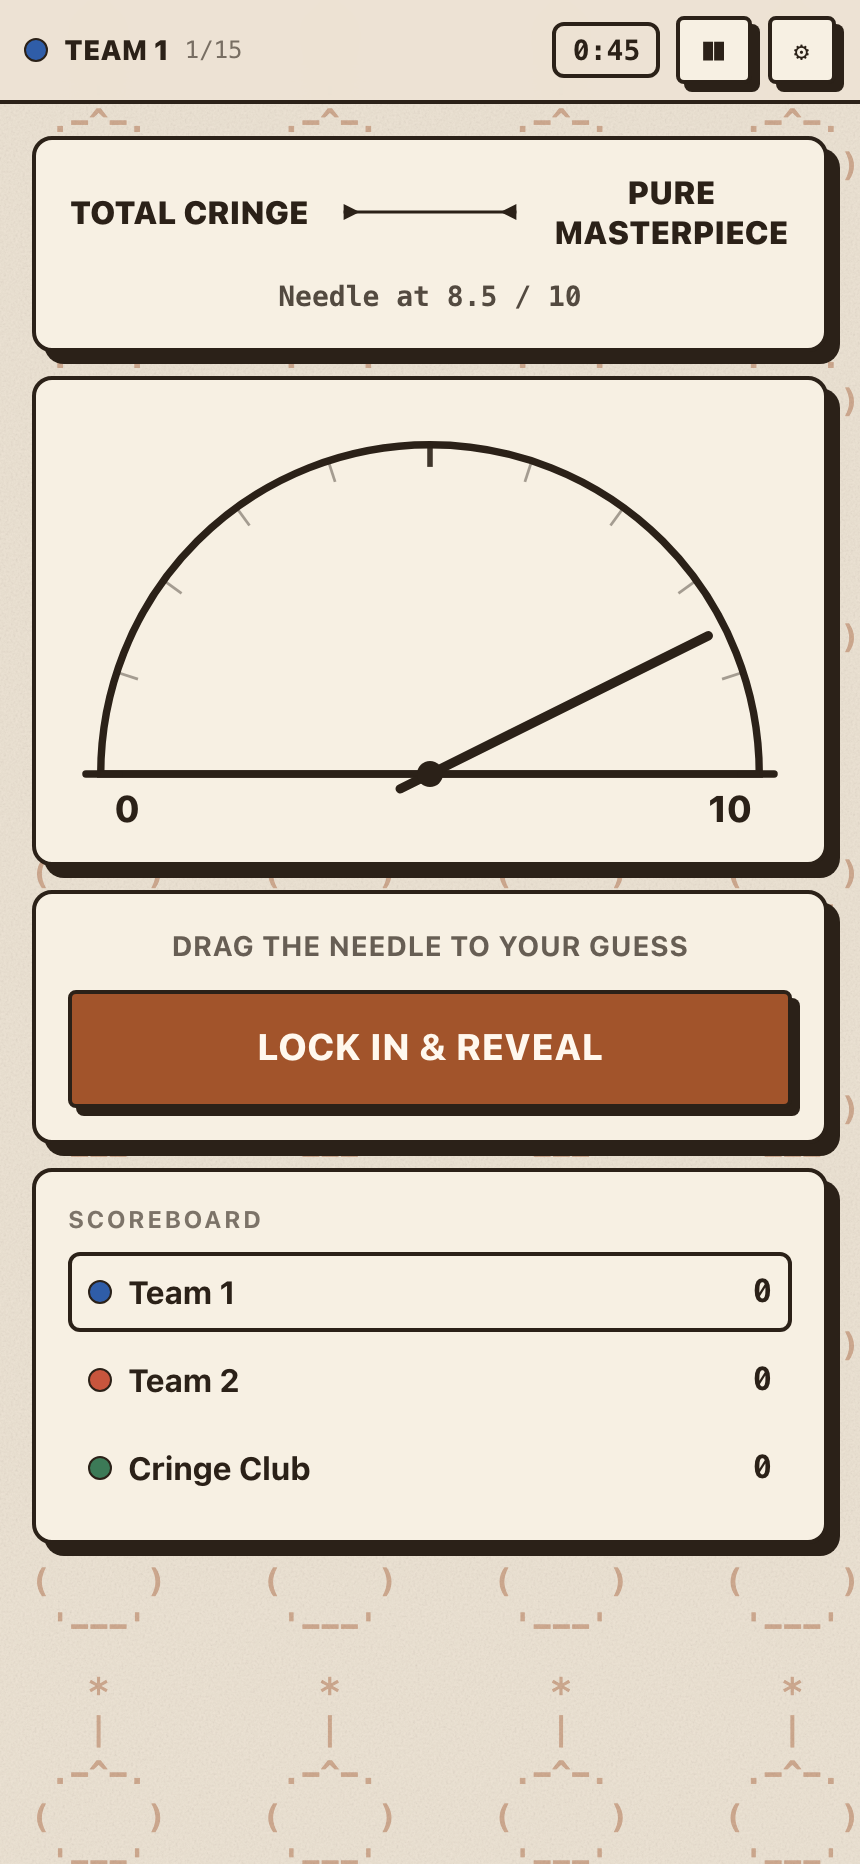 TEAM 1 1/15 0:45
TOTAL CRINGE
PURE
MASTERPIECE
Needle at 8.5 / 10
0 10
DRAG THE NEEDLE TO YOUR GUESS
LOCK IN & REVEAL
SCOREBOARD
Team 1 0
Team 2 0
Cringe Club 0